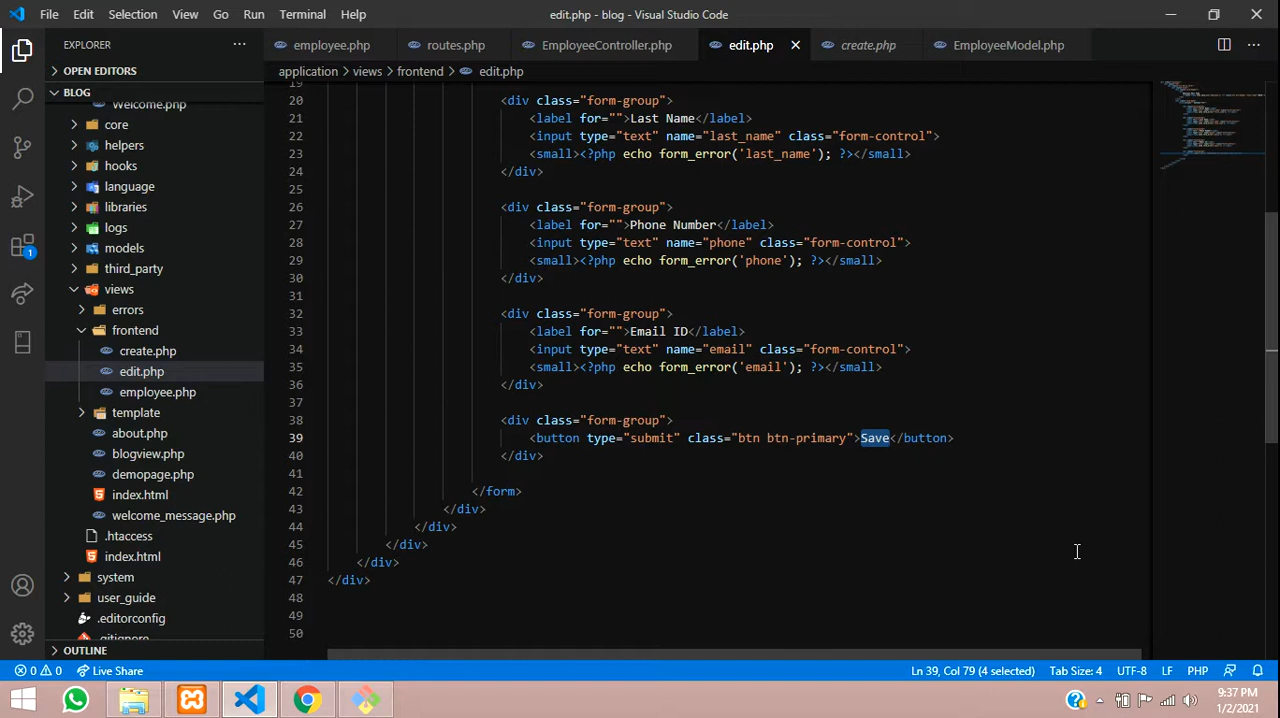 File Edit Selection View Go Run Terminal Help edit.php - blog - Visual Studio Code
EXPLORER
employee.php routes.php EmployeeController.php edit.php create.php EmployeeModel.php
OPEN EDITORS
application > views > frontend > edit.php
BLOG
Welcome.php
core
helpers
hooks
language
libraries
logs
models
third_party
views
errors
frontend
create.php
edit.php
employee.php
template
about.php
blogview.php
demopage.php
index.html
welcome_message.php
.htaccess
index.html
system
user_guide
.editorconfig
.gitignore
OUTLINE
19
20 <div class="form-group">
21 <label for="">Last Name</label>
22 <input type="text" name="last_name" class="form-control">
23 <small><?php echo form_error('last_name'); ?></small>
24 </div>
25
26 <div class="form-group">
27 <label for="">Phone Number</label>
28 <input type="text" name="phone" class="form-control">
29 <small><?php echo form_error('phone'); ?></small>
30 </div>
31
32 <div class="form-group">
33 <label for="">Email ID</label>
34 <input type="text" name="email" class="form-control">
35 <small><?php echo form_error('email'); ?></small>
36 </div>
37
38 <div class="form-group">
39 <button type="submit" class="btn btn-primary">Save</button>
40 </div>
41
42 </form>
43 </div>
44 </div>
45 </div>
46 </div>
47 </div>
48
49
50
1
0 0 Live Share Ln 39, Col 79 (4 selected) Tab Size: 4 UTF-8 LF PHP
9:37 PM
1/2/2021